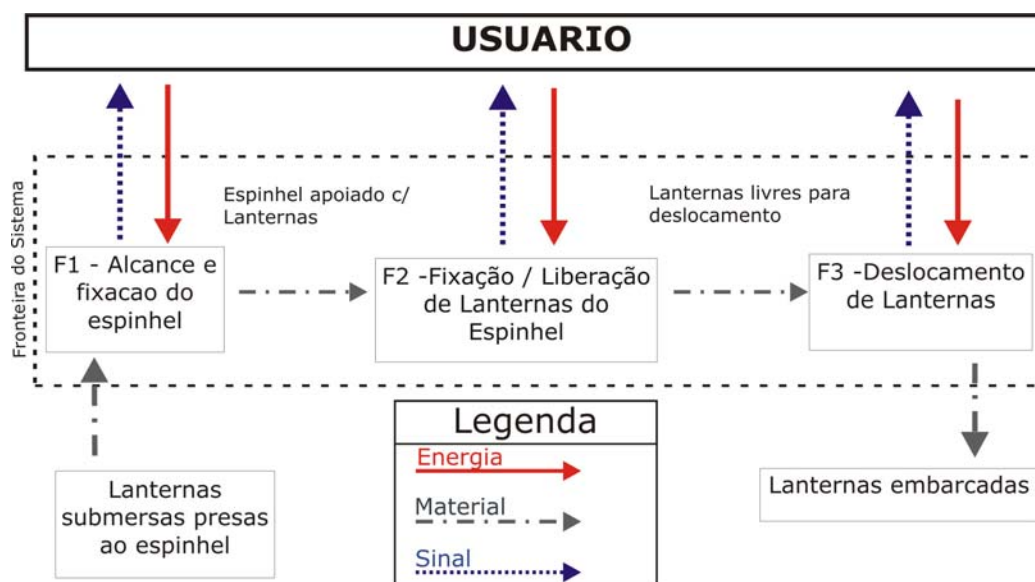 USUARIO
Fronteira do Sistema
Espinhel apoiado c/
Lanternas
Lanternas livres para
deslocamento
F1 - Alcance e
fixacao do
espinhel
F2 -Fixação / Liberação
de Lanternas do
Espinhel
F3 -Deslocamento
de Lanternas
Lanternas
submersas presas
ao espinhel
Legenda
Energia
Material
Sinal
Lanternas embarcadas